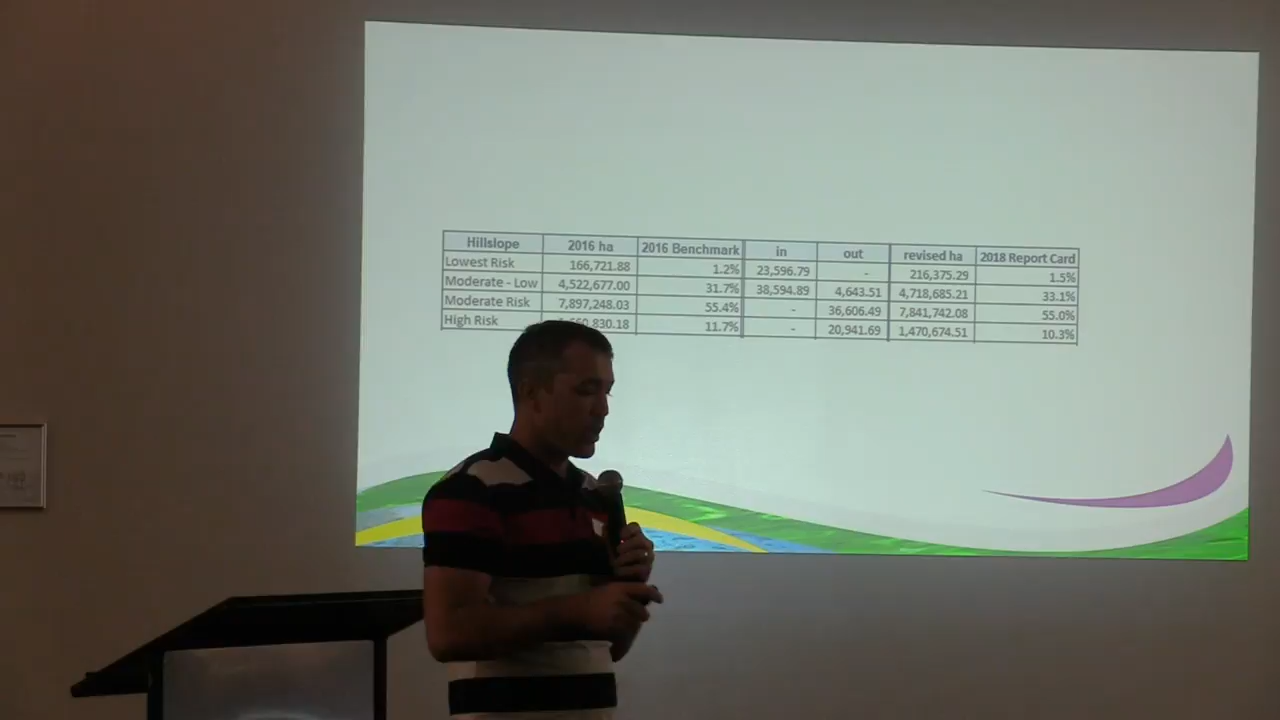 Hillslope 2016 ha 2016 Benchmark in out revised ha 2018 Report Card
Lowest Risk 166,721.88 1.2% 23,596.79 - 216,375.29 1.5%
Moderate - Low 4,522,677.00 31.7% 38,594.89 4,643.51 4,718,685.21 33.1%
Moderate Risk 7,897,248.03 55.4% - 36,606.49 7,841,742.08 55.0%
High Risk 830.18 11.7% - 20,941.69 1,470,674.51 10.3%